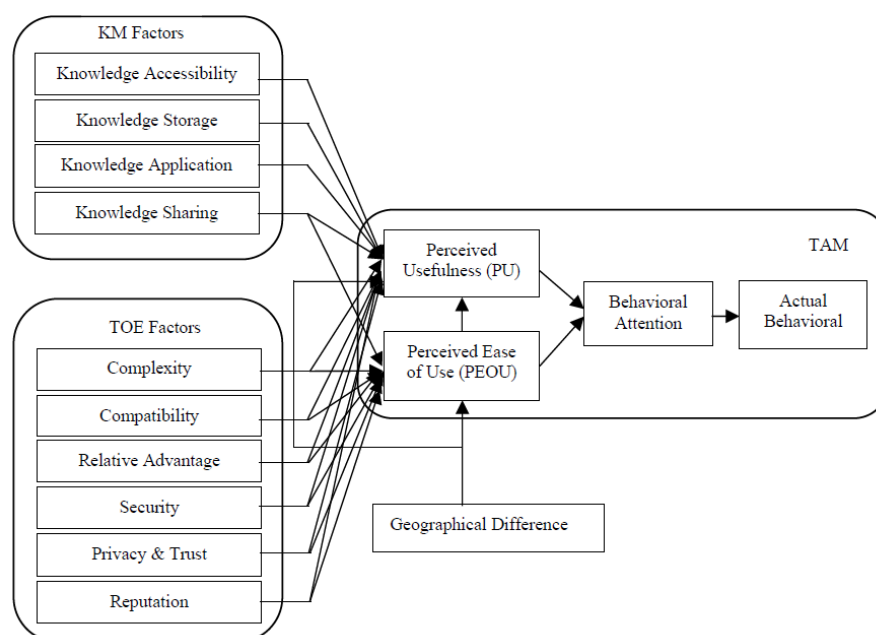 KM Factors
Knowledge Accessibility
Knowledge Storage
Knowledge Application
Knowledge Sharing
TAM
Perceived
Usefulness (PU)
Behavioral
Attention
Actual
Behavioral
Perceived Ease
of Use (PEOU)
TOE Factors
Complexity
Compatibility
Relative Advantage
Security
Privacy & Trust
Reputation
Geographical Difference